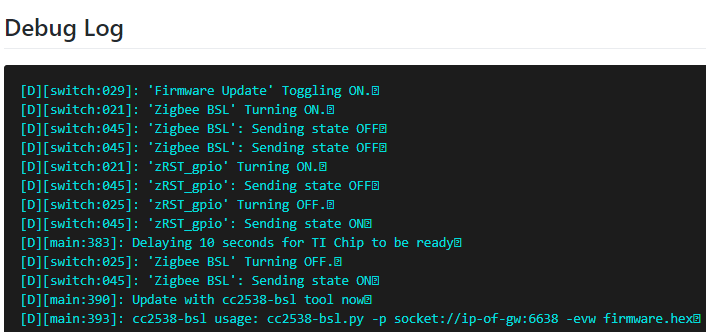 Debug Log
[D][switch:029]: 'Firmware Update' Toggling ON.
[D][switch:021]: 'Zigbee BSL' Turning ON.
[D][switch:045]: 'Zigbee BSL': Sending state OFF
[D][switch:045]: 'Zigbee BSL': Sending state OFF
[D][switch:021]: 'zRST_gpio' Turning ON.
[D][switch:045]: 'zRST_gpio': Sending state OFF
[D][switch:025]: 'zRST_gpio' Turning OFF.
[D][switch:045]: 'zRST_gpio': Sending state ON
[D][main:383]: Delaying 10 seconds for TI Chip to be ready
[D][switch:025]: 'Zigbee BSL' Turning OFF.
[D][switch:045]: 'Zigbee BSL': Sending state ON
[D][main:390]: Update with cc2538-bsl tool now
[D][main:393]: cc2538-bsl usage: cc2538-bsl.py -p socket://ip-of-gw:6638 -evw firmware.hex